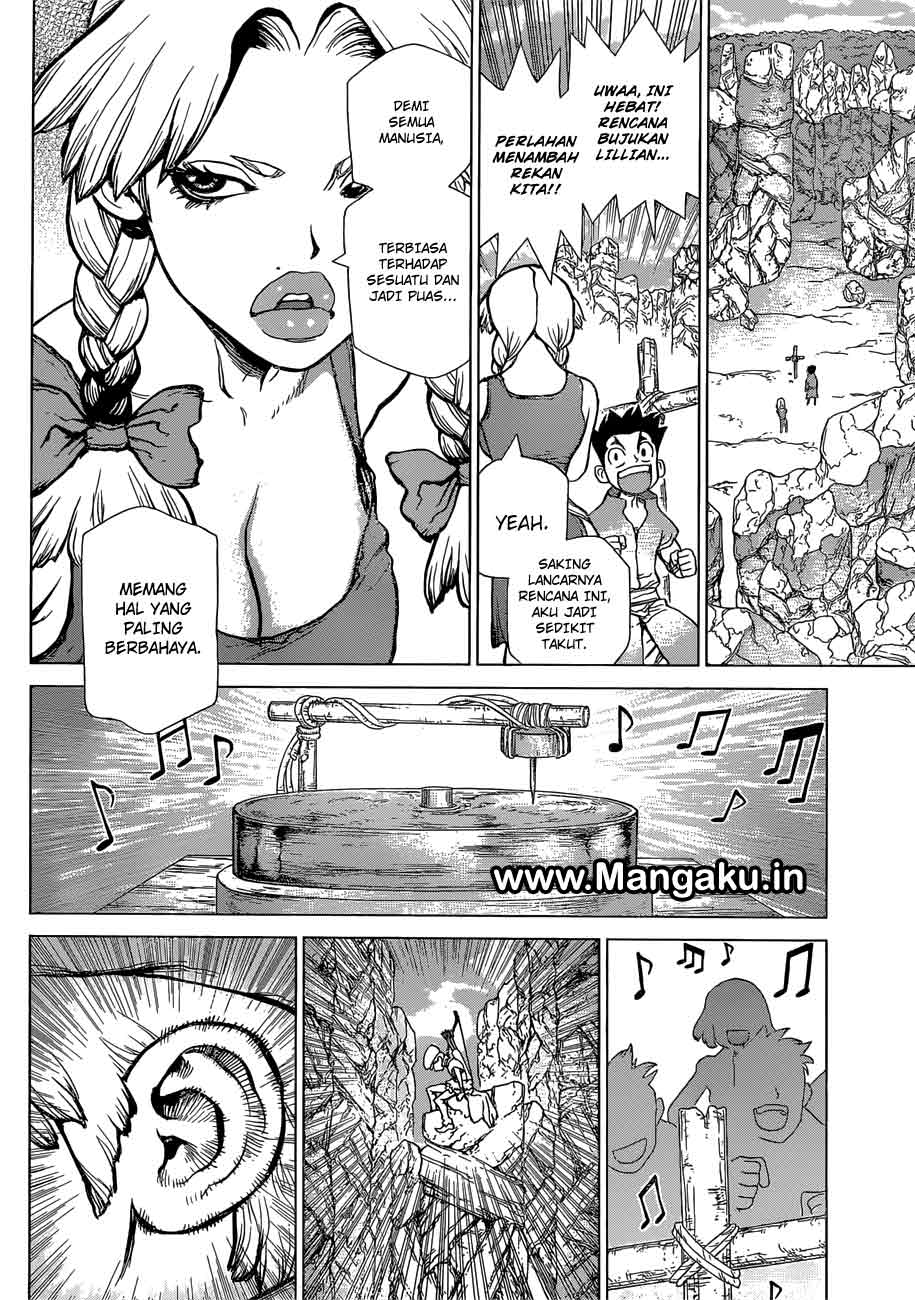 UWAA, INI
HEBAT!
RENCANA
BUJUKAN
LILLIAN...
PERLAHAN
MENAMBAH
REKAN
KITA!!
YEAH.
SAKING
LANCARNYA
RENCANA INI,
AKU JADI
SEDIKIT
TAKUT.
DEMI
SEMUA
MANUSIA,
TERBIASA
TERHADAP
SESUATU DAN
JADI PUAS...
MEMANG
HAL YANG
PALING
BERBAHAYA.
www.Mangaku.in